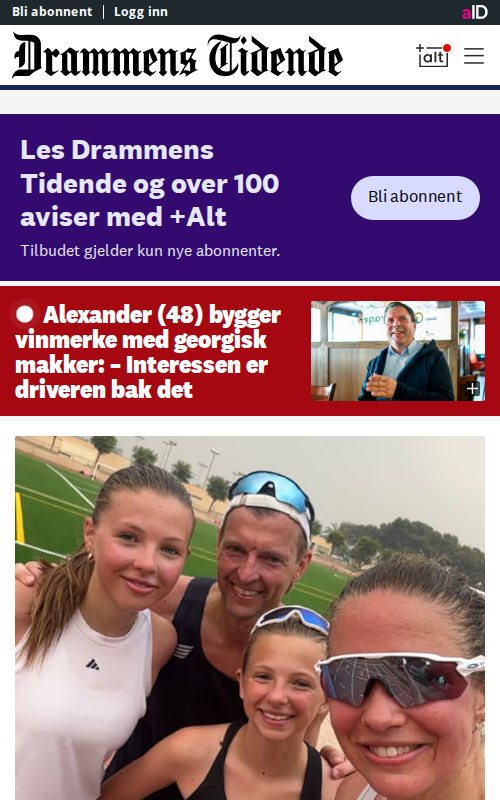 Bli abonnent | Logg inn
aID
Drammens Tidende
+alt
Les Drammens
Tidende og over 100
aviser med +Alt
Tilbudet gjelder kun nye abonnenter.
Bli abonnent
Alexander (48) bygger
vinmerke med georgisk
makker: – Interessen er
driveren bak det